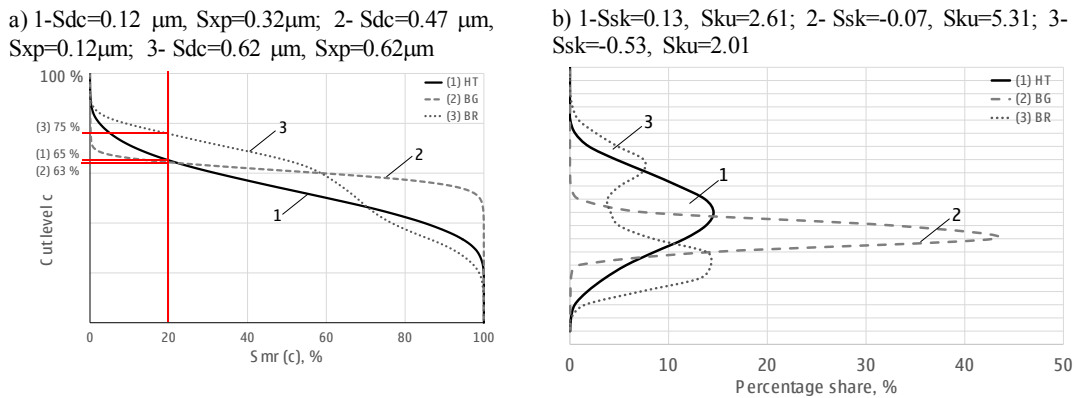 a) 1-Sdc=0.12 μm, Sxp=0.32μm; 2- Sdc=0.47 μm,
Sxp=0.12μm; 3- Sdc=0.62 μm, Sxp=0.62μm
100 %
(1) HT
(2) BG
(3) BR
(3) 75 %
(1) 65 %
(2) 63 %
3
2
1
Cut level c
0 20 40 60 80 100
Smr (c), %
b) 1-Ssk=0.13, Sku=2.61; 2- Ssk=-0.07, Sku=5.31; 3-
Ssk=-0.53, Sku=2.01
(1) HT
(2) BG
(3) BR
3
1
2
0 10 20 30 40 50
Percentage share, %